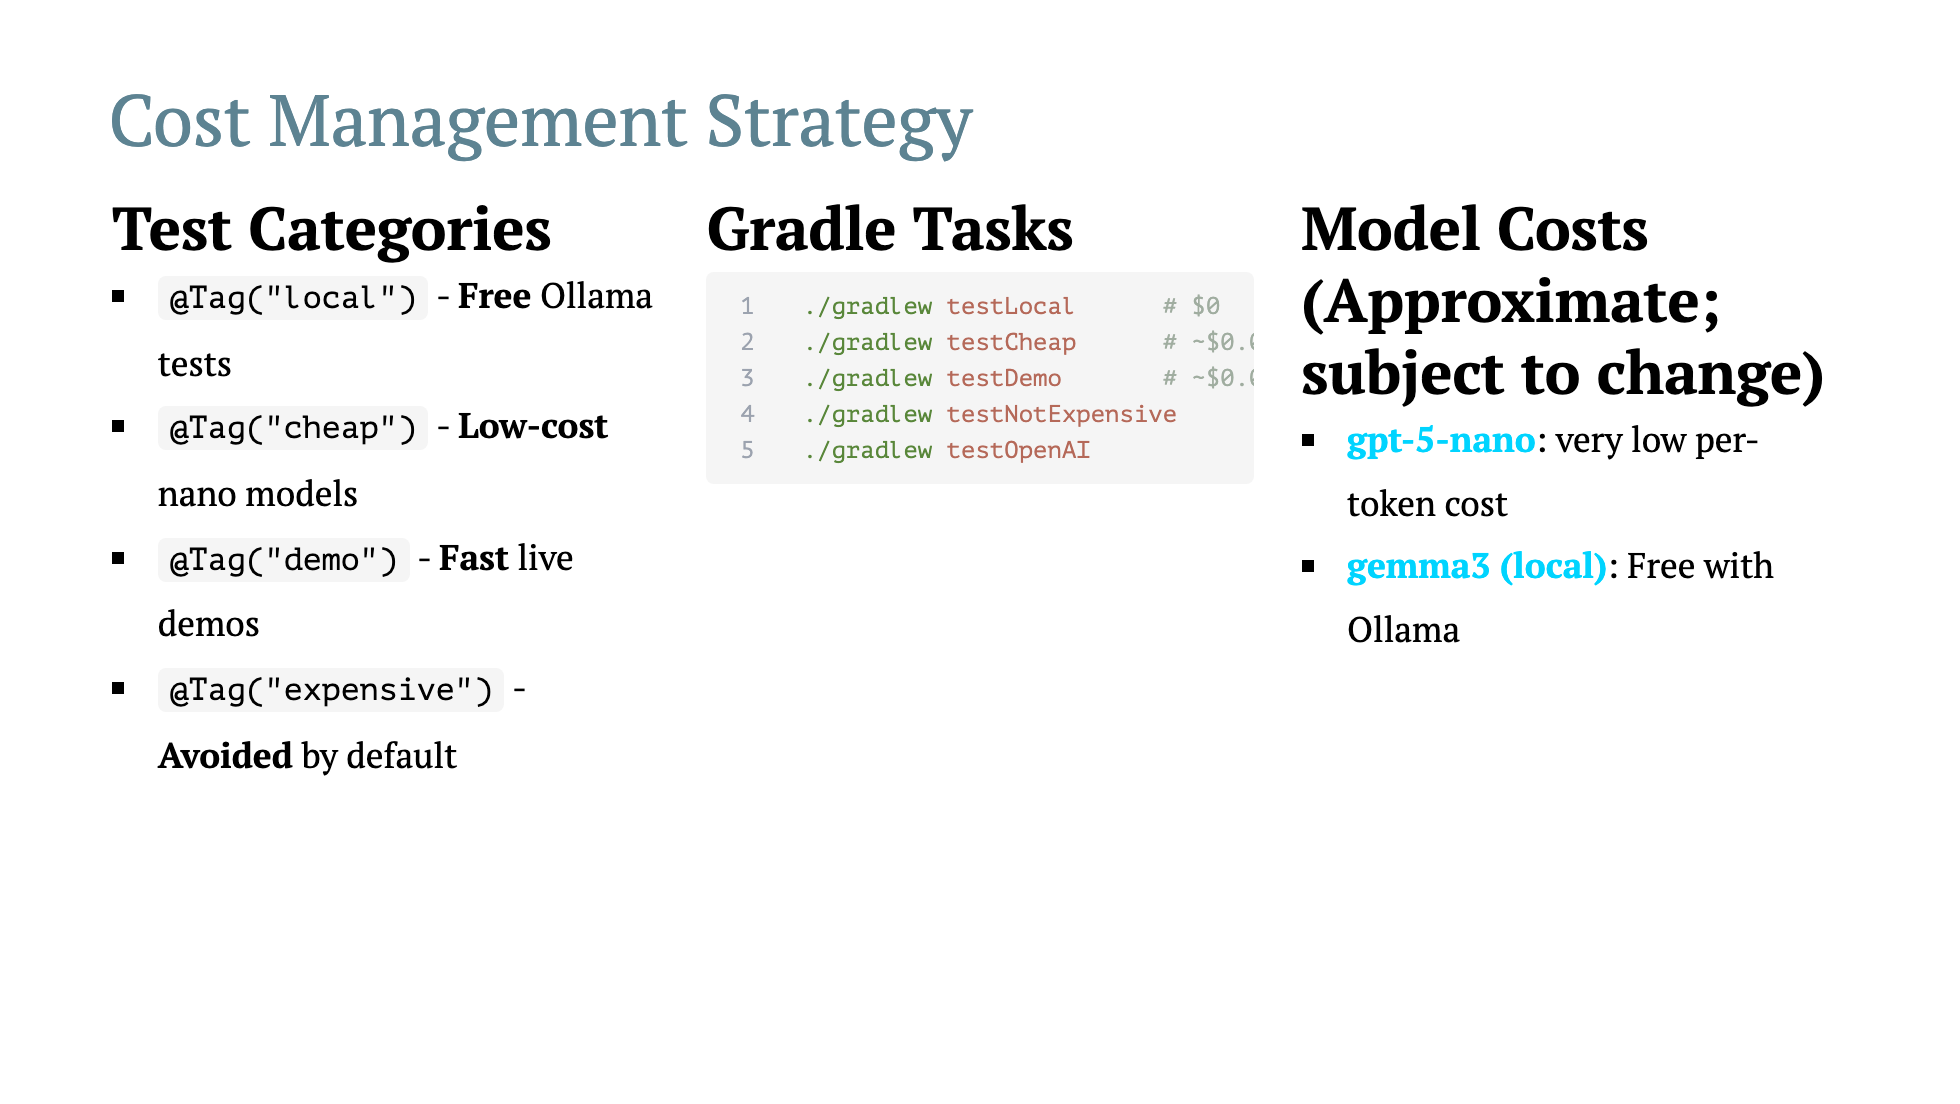 Cost Management Strategy
Test Categories
▪ @Tag("local") - Free Ollama
tests
▪ @Tag("cheap") - Low-cost
nano models
▪ @Tag("demo") - Fast live
demos
▪ @Tag("expensive") -
Avoided by default
Gradle Tasks
1 ./gradlew testLocal # $0
2 ./gradlew testCheap # ~$0.
3 ./gradlew testDemo # ~$0.
4 ./gradlew testNotExpensive
5 ./gradlew testOpenAI
Model Costs
(Approximate;
subject to change)
▪ gpt-5-nano: very low per-
token cost
▪ gemma3 (local): Free with
Ollama